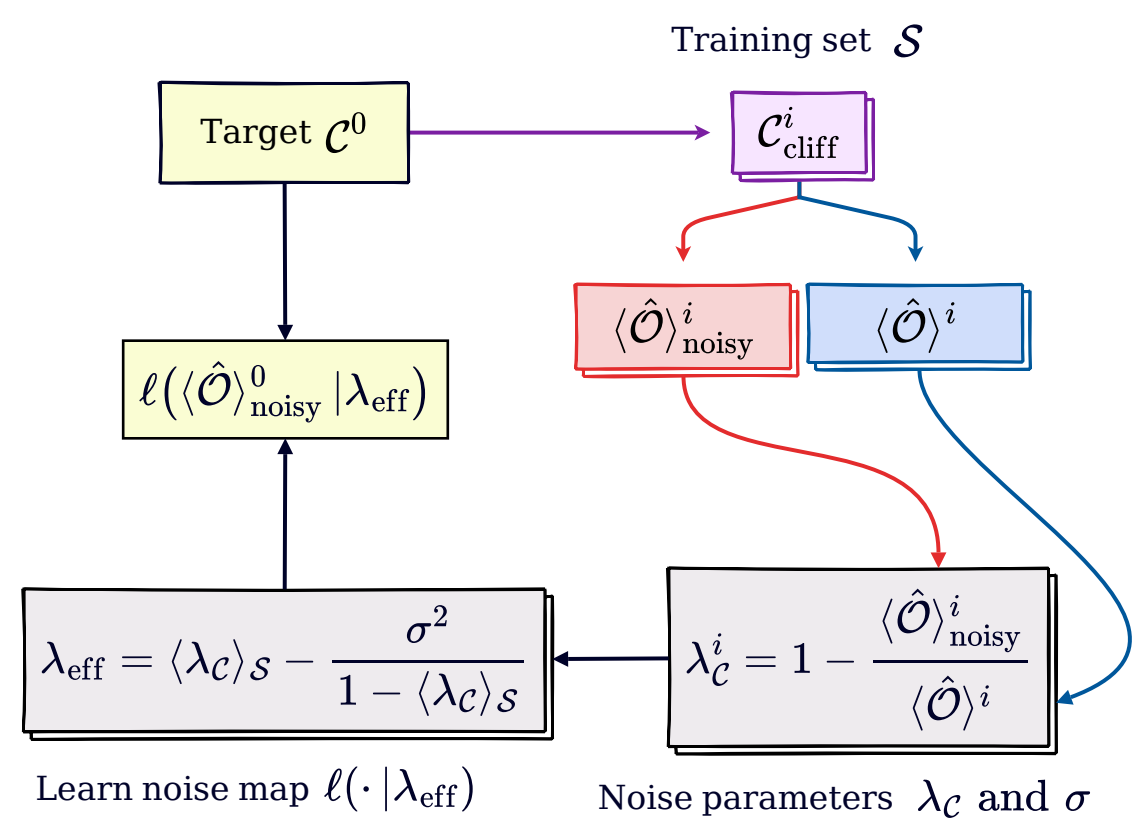 Training set 𝒮
Target 𝒞⁰
𝒞ⁱ_cliff
⟨𝒪̂⟩ⁱ_noisy
⟨𝒪̂⟩ⁱ
ℓ(⟨𝒪̂⟩⁰_noisy |λ_eff)
λ_eff = ⟨λ_𝒞⟩_𝒮 − σ² / (1 − ⟨λ_𝒞⟩_𝒮)
λⁱ_𝒞 = 1 − ⟨𝒪̂⟩ⁱ_noisy / ⟨𝒪̂⟩ⁱ
Learn noise map ℓ(· |λ_eff)
Noise parameters λ_𝒞 and σ